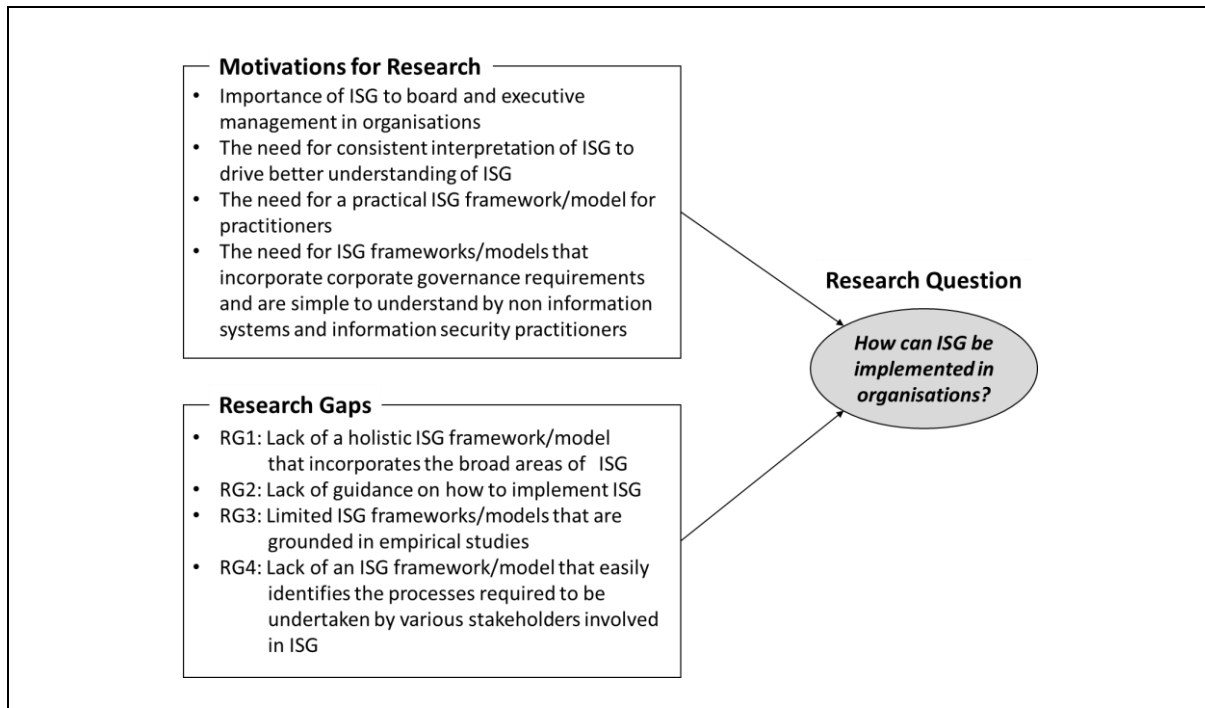 Motivations for Research
• Importance of ISG to board and executive
management in organisations
• The need for consistent interpretation of ISG to
drive better understanding of ISG
• The need for a practical ISG framework/model for
practitioners
• The need for ISG frameworks/models that
incorporate corporate governance requirements
and are simple to understand by non information
systems and information security practitioners
Research Gaps
• RG1: Lack of a holistic ISG framework/model
that incorporates the broad areas of ISG
• RG2: Lack of guidance on how to implement ISG
• RG3: Limited ISG frameworks/models that are
grounded in empirical studies
• RG4: Lack of an ISG framework/model that easily
identifies the processes required to be
undertaken by various stakeholders involved
in ISG
Research Question
How can ISG be
implemented in
organisations?